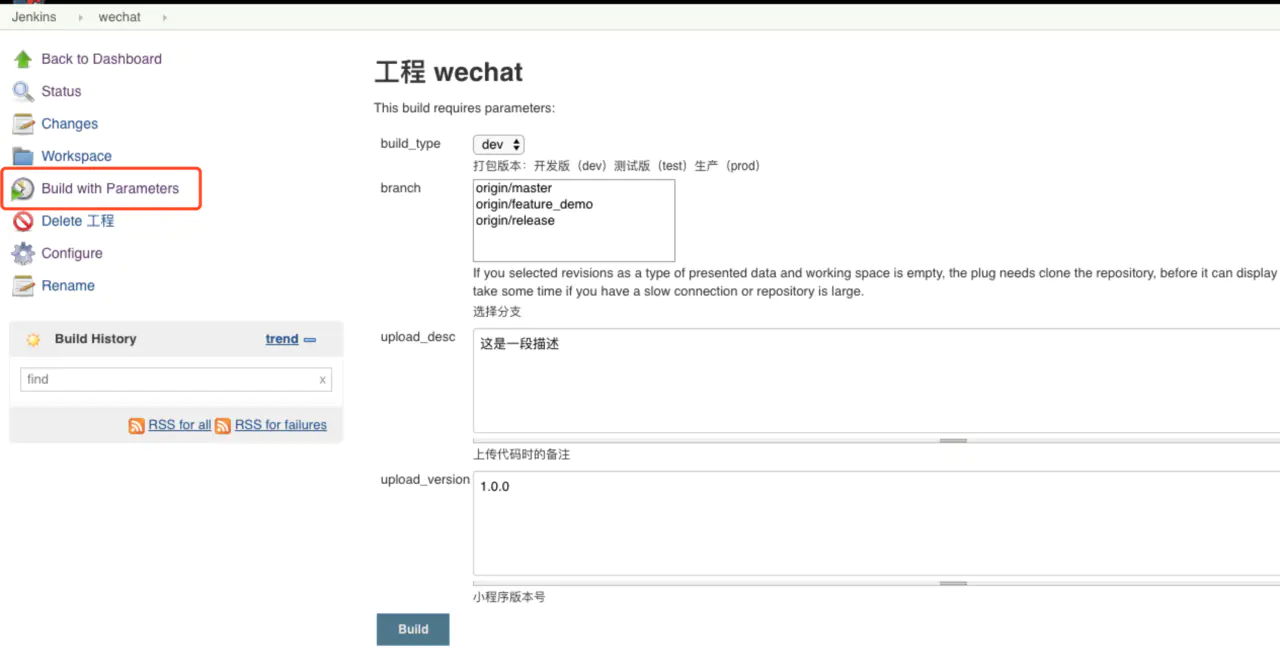 Jenkins wechat
Back to Dashboard
Status
Changes
Workspace
Build with Parameters
Delete 工程
Configure
Rename
Build History trend
find x
RSS for all RSS for failures
工程 wechat
This build requires parameters:
build_type dev
打包版本：开发版（dev）测试版（test）生产（prod）
branch
origin/master
origin/feature_demo
origin/release
If you selected revisions as a type of presented data and working space is empty, the plug needs clone the repository, before it can display
take some time if you have a slow connection or repository is large.
选择分支
upload_desc
这是一段描述
上传代码时的备注
upload_version
1.0.0
小程序版本号
Build